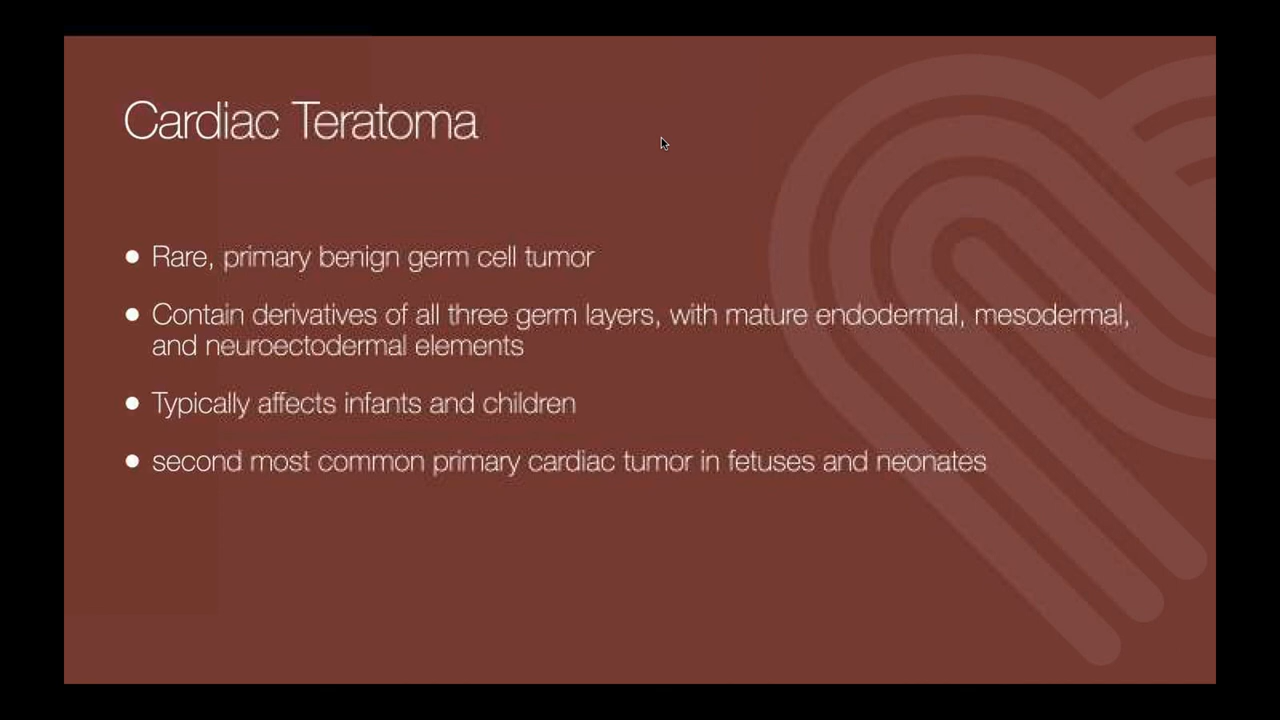 Cardiac Teratoma
• Rare, primary benign germ cell tumor
• Contain derivatives of all three germ layers, with mature endodermal, mesodermal,
and neuroectodermal elements
• Typically affects infants and children
• second most common primary cardiac tumor in fetuses and neonates